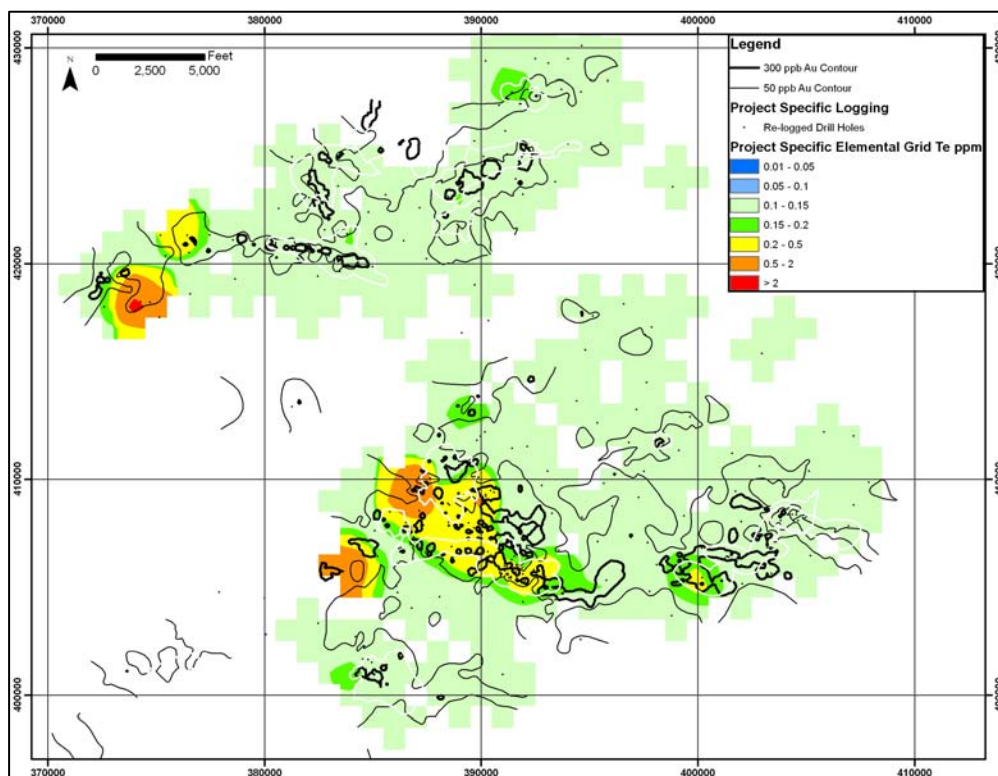 370000 380000 390000 400000 410000
430000
N
Feet
0 2,500 5,000
Legend
300 ppb Au Contour
50 ppb Au Contour
Project Specific Logging
Re-logged Drill Holes
Project Specific Elemental Grid Te ppm
0.01 - 0.05
0.05 - 0.1
0.1 - 0.15
0.15 - 0.2
0.2 - 0.5
0.5 - 2
> 2
420000
410000
400000
370000 380000 390000 400000 410000